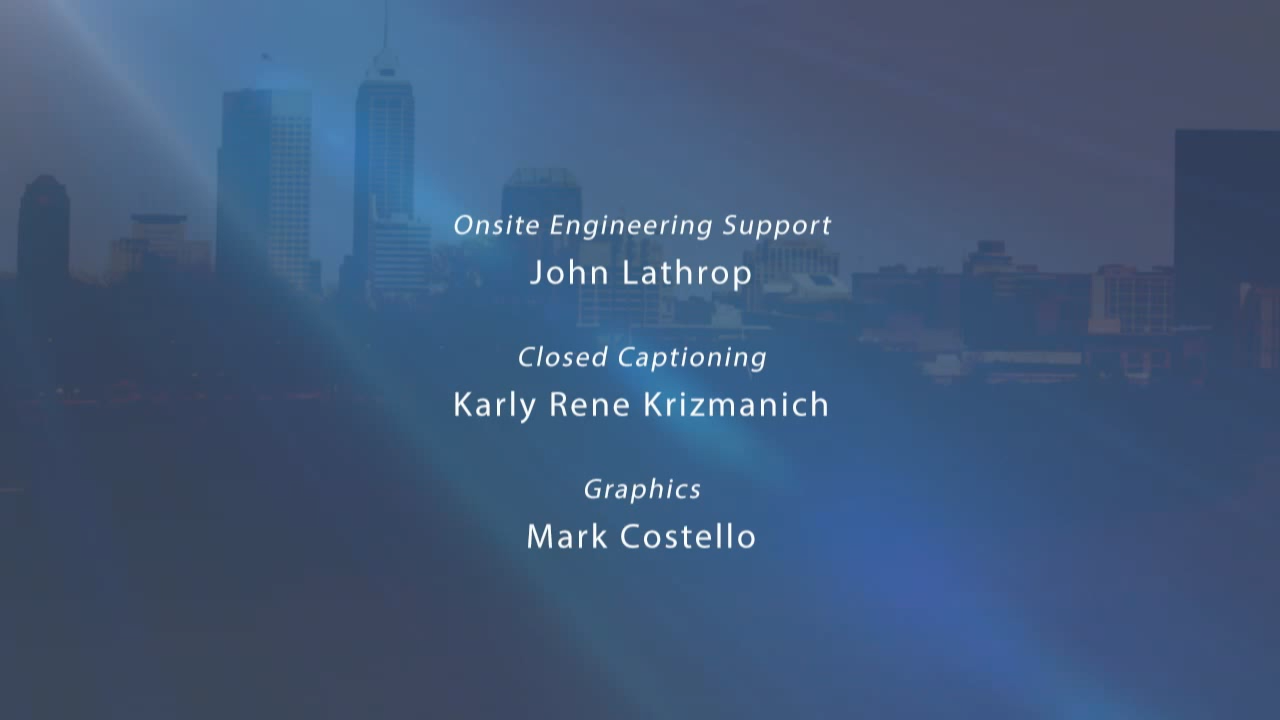 Onsite Engineering Support
John Lathrop
Closed Captioning
Karly Rene Krizmanich
Graphics
Mark Costello